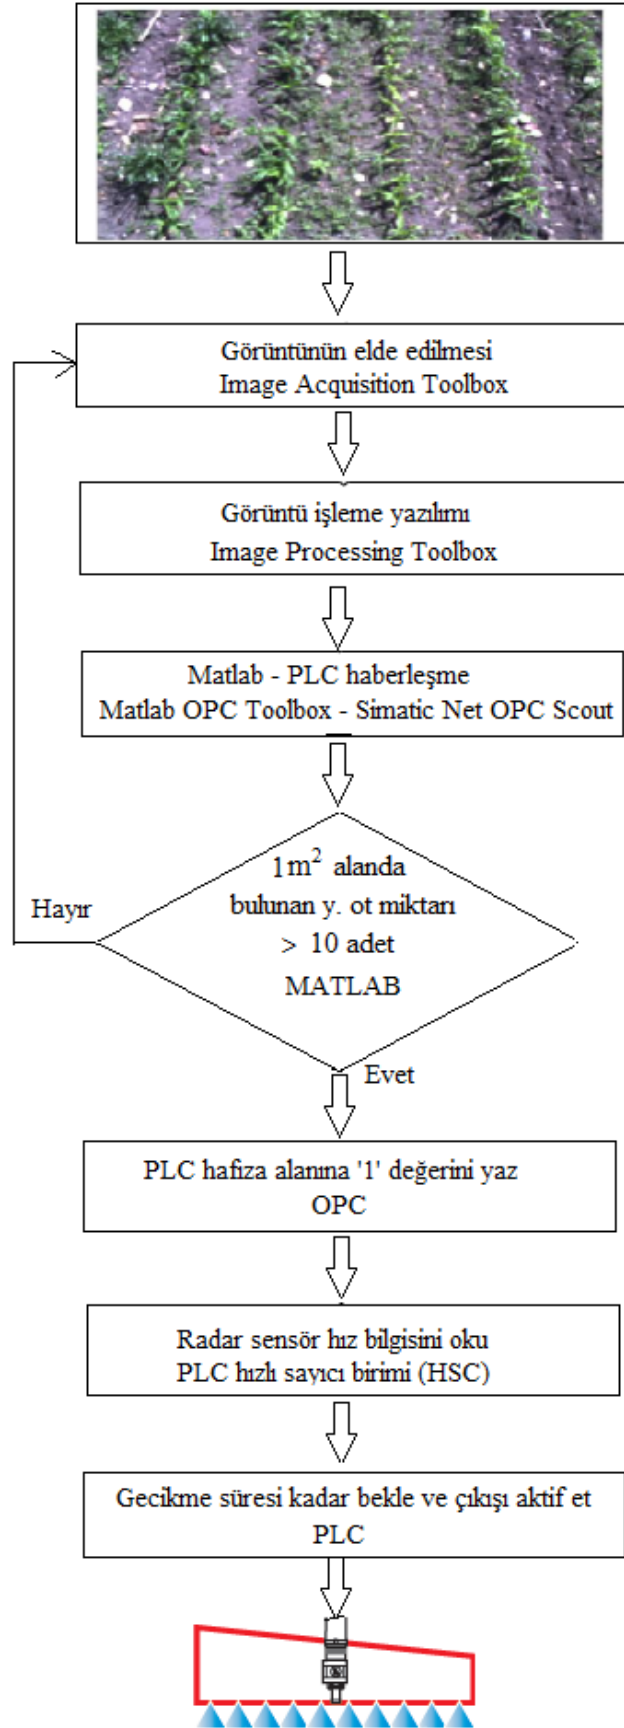 Görüntünün elde edilmesi
Image Acquisition Toolbox
Görüntü işleme yazılımı
Image Processing Toolbox
Matlab - PLC haberleşme
Matlab OPC Toolbox - Simatic Net OPC Scout
1m² alanda
bulunan y. ot miktarı
> 10 adet
MATLAB
Hayır
Evet
PLC hafıza alanına '1' değerini yaz
OPC
Radar sensör hız bilgisini oku
PLC hızlı sayıcı birimi (HSC)
Gecikme süresi kadar bekle ve çıkışı aktif et
PLC